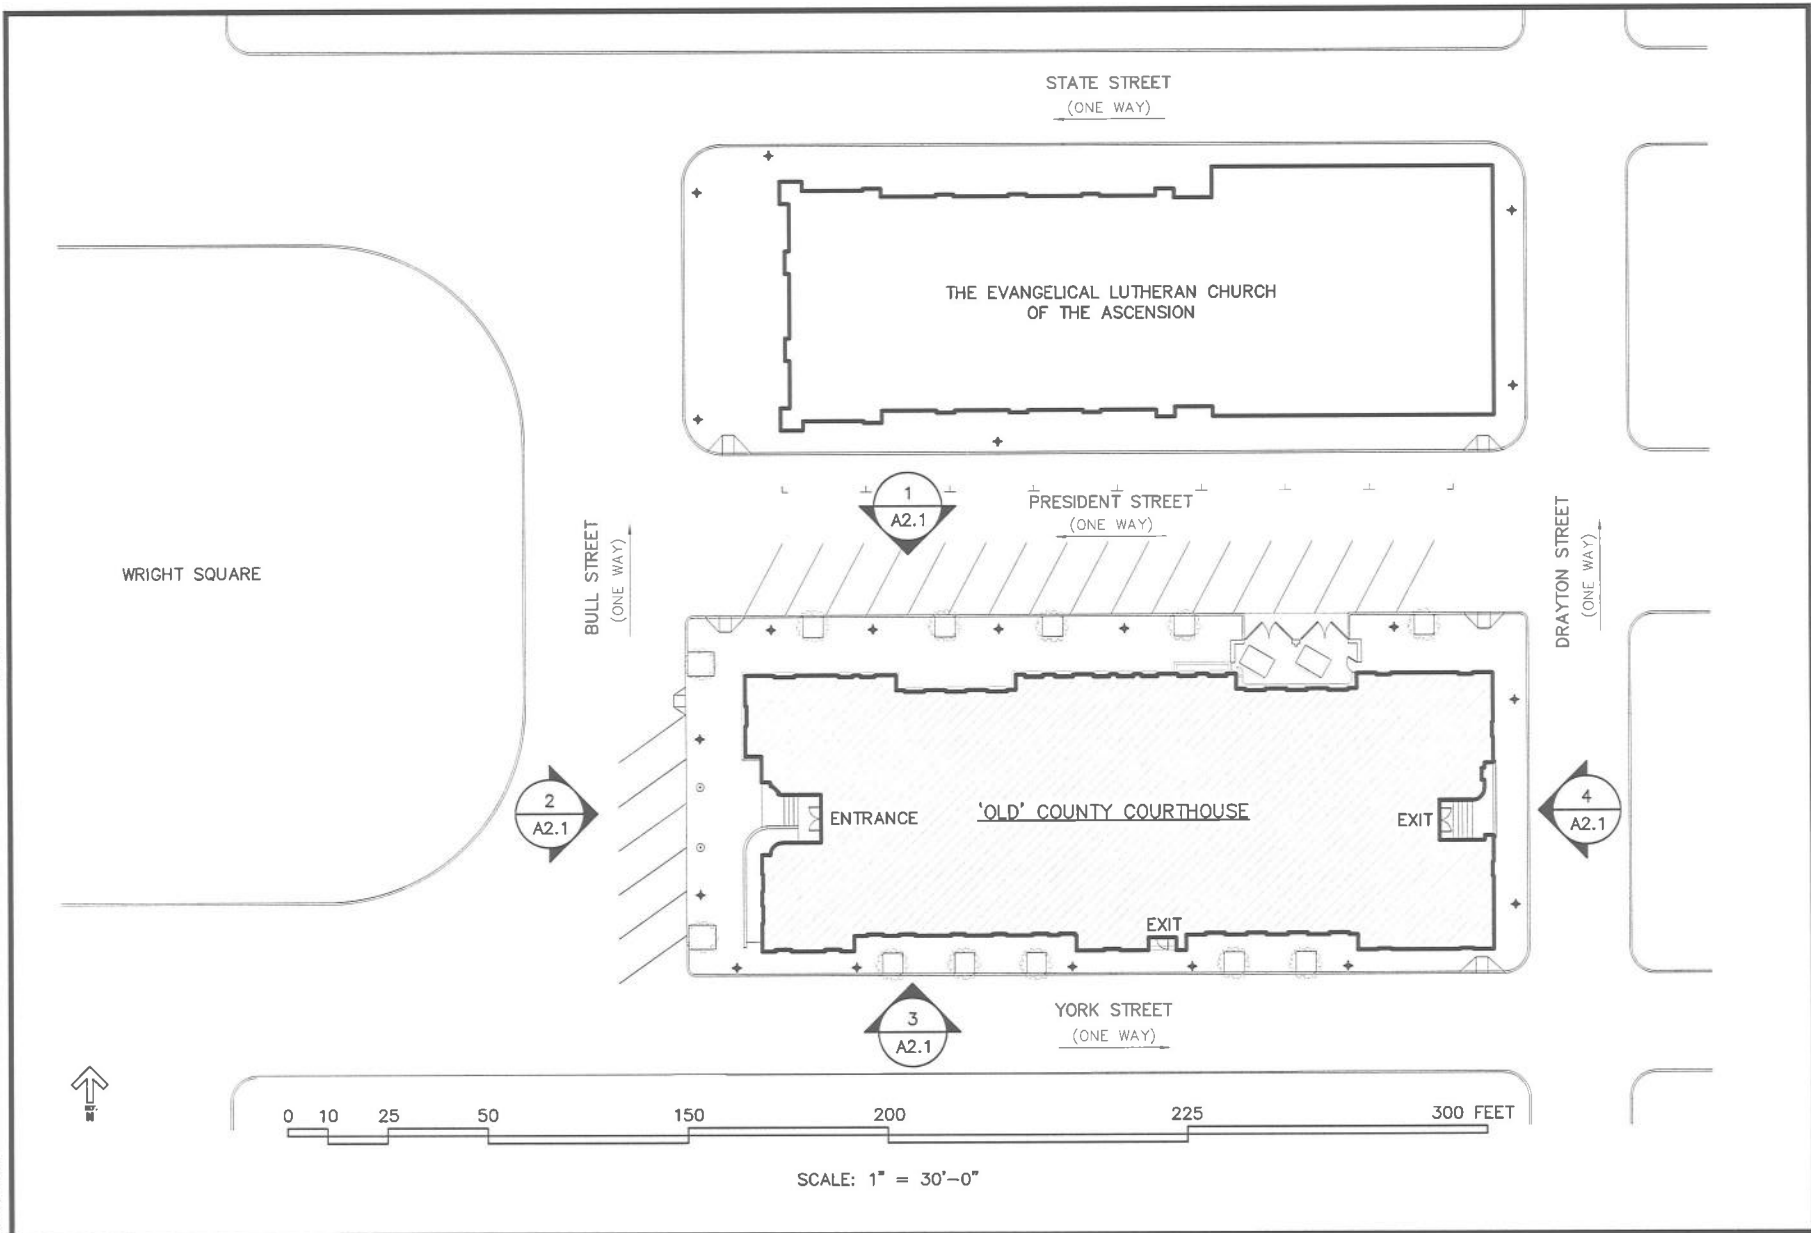 STATE STREET
(ONE WAY)
THE EVANGELICAL LUTHERAN CHURCH
OF THE ASCENSION
1
A2.1
PRESIDENT STREET
(ONE WAY)
BULL STREET
(ONE WAY)
DRAYTON STREET
(ONE WAY)
WRIGHT SQUARE
2
A2.1
ENTRANCE
'OLD' COUNTY COURTHOUSE
EXIT
4
A2.1
EXIT
3
A2.1
YORK STREET
(ONE WAY)
0 10 25 50 150 200 225 300 FEET
SCALE: 1" = 30'-0"